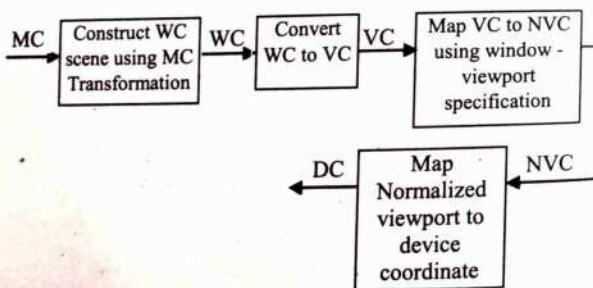 MC
Construct WC
scene using MC
Transformation
WC
Convert
WC to VC
VC
Map VC to NVC
using window -
viewport
specification
NVC
Map
Normalized
viewport to
device
coordinate
DC